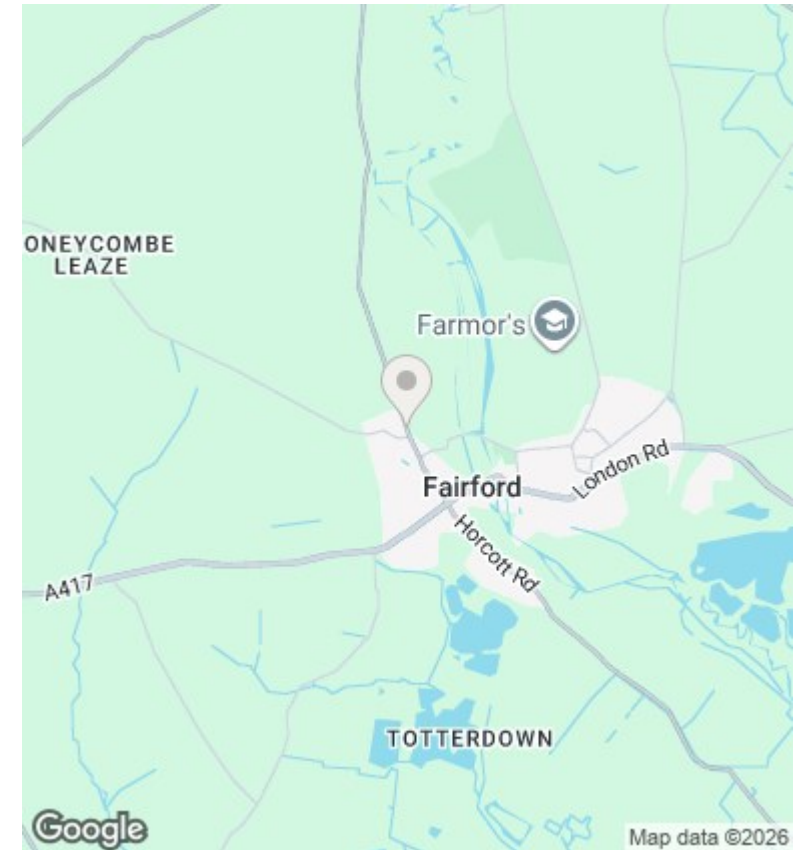 ONEYCOMBE
LEAZE
Farmor's
London Rd
Fairford
Horcott Rd
A417
TOTTERDOWN
Google
Map data ©2026